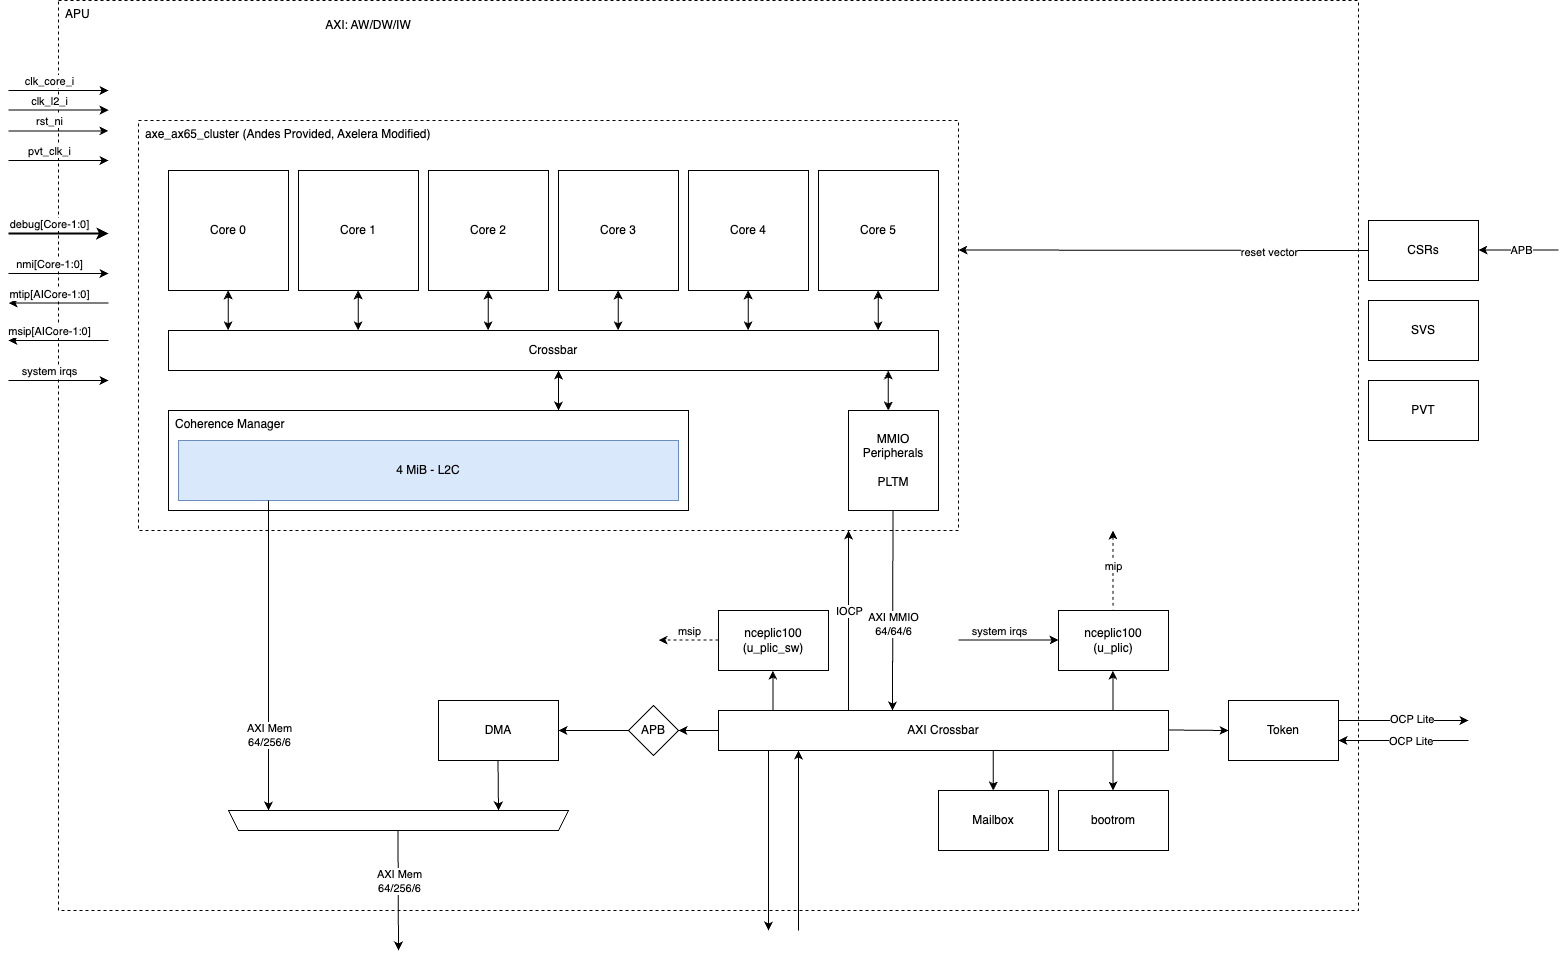 APU
AXI: AW/DW/IW
clk_core_i
clk_l2_i
rst_ni
pvt_clk_i
debug[Core-1:0]
nmi[Core-1:0]
mtip[AICore-1:0]
msip[AICore-1:0]
system irqs
axe_ax65_cluster (Andes Provided, Axelera Modified)
Core 0
Core 1
Core 2
Core 3
Core 4
Core 5
Crossbar
Coherence Manager
4 MiB - L2C
MMIO
Peripherals
PLTM
reset vector
CSRs
APB
SVS
PVT
IOCP
AXI MMIO
64/64/6
msip
nceplic100
(u_plic_sw)
system irqs
mip
nceplic100
(u_plic)
AXI Mem
64/256/6
DMA
APB
AXI Crossbar
Token
OCP Lite
OCP Lite
Mailbox
bootrom
AXI Mem
64/256/6